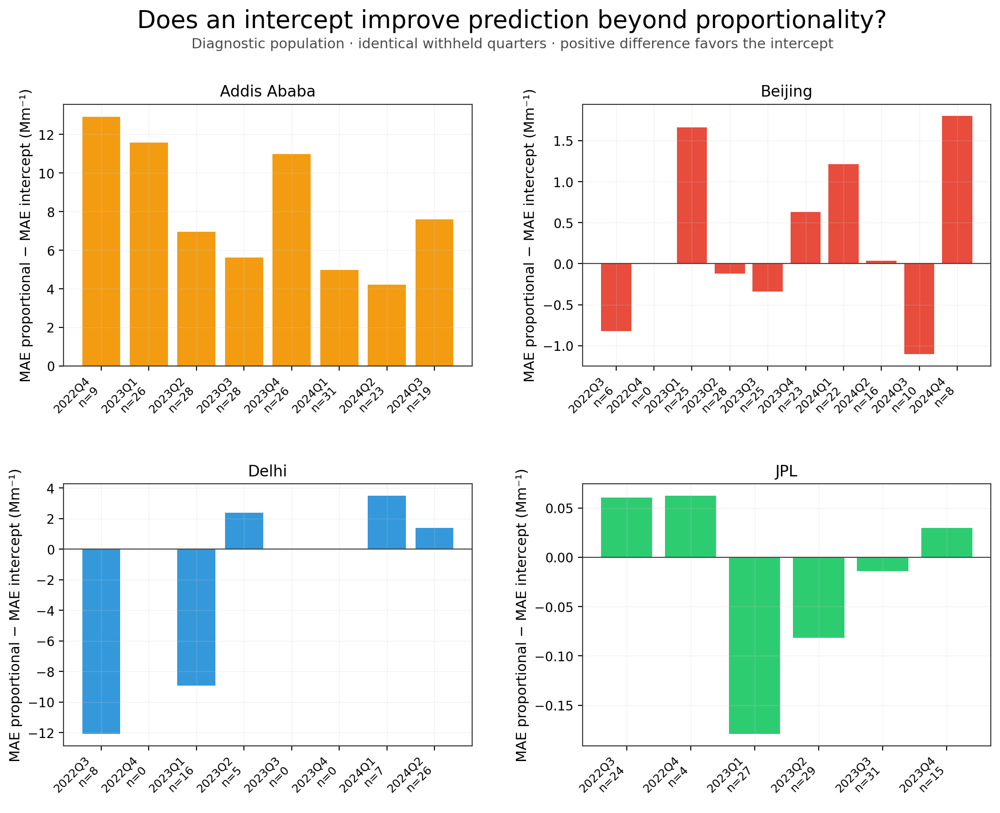 Does an intercept improve prediction beyond proportionality?
Diagnostic population · identical withheld quarters · positive difference favors the intercept
Addis Ababa
MAE proportional − MAE intercept (Mm⁻¹)
12
10
8
6
4
2
0
2022Q4
n=9
2023Q1
n=26
2023Q2
n=28
2023Q3
n=28
2023Q4
n=26
2024Q1
n=31
2024Q2
n=23
2024Q3
n=19
Beijing
MAE proportional − MAE intercept (Mm⁻¹)
1.5
1.0
0.5
0.0
−0.5
−1.0
2022Q3
n=6
2022Q4
n=0
2023Q1
n=25
2023Q2
n=28
2023Q3
n=25
2023Q4
n=23
2024Q1
n=22
2024Q2
n=16
2024Q3
n=10
2024Q4
n=8
Delhi
MAE proportional − MAE intercept (Mm⁻¹)
4
2
0
−2
−4
−6
−8
−10
−12
2022Q3
n=8
2022Q4
n=0
2023Q1
n=16
2023Q2
n=5
2023Q3
n=0
2023Q4
n=0
2024Q1
n=7
2024Q2
n=26
JPL
MAE proportional − MAE intercept (Mm⁻¹)
0.05
0.00
−0.05
−0.10
−0.15
2022Q3
n=24
2022Q4
n=4
2023Q1
n=27
2023Q2
n=29
2023Q3
n=31
2023Q4
n=15